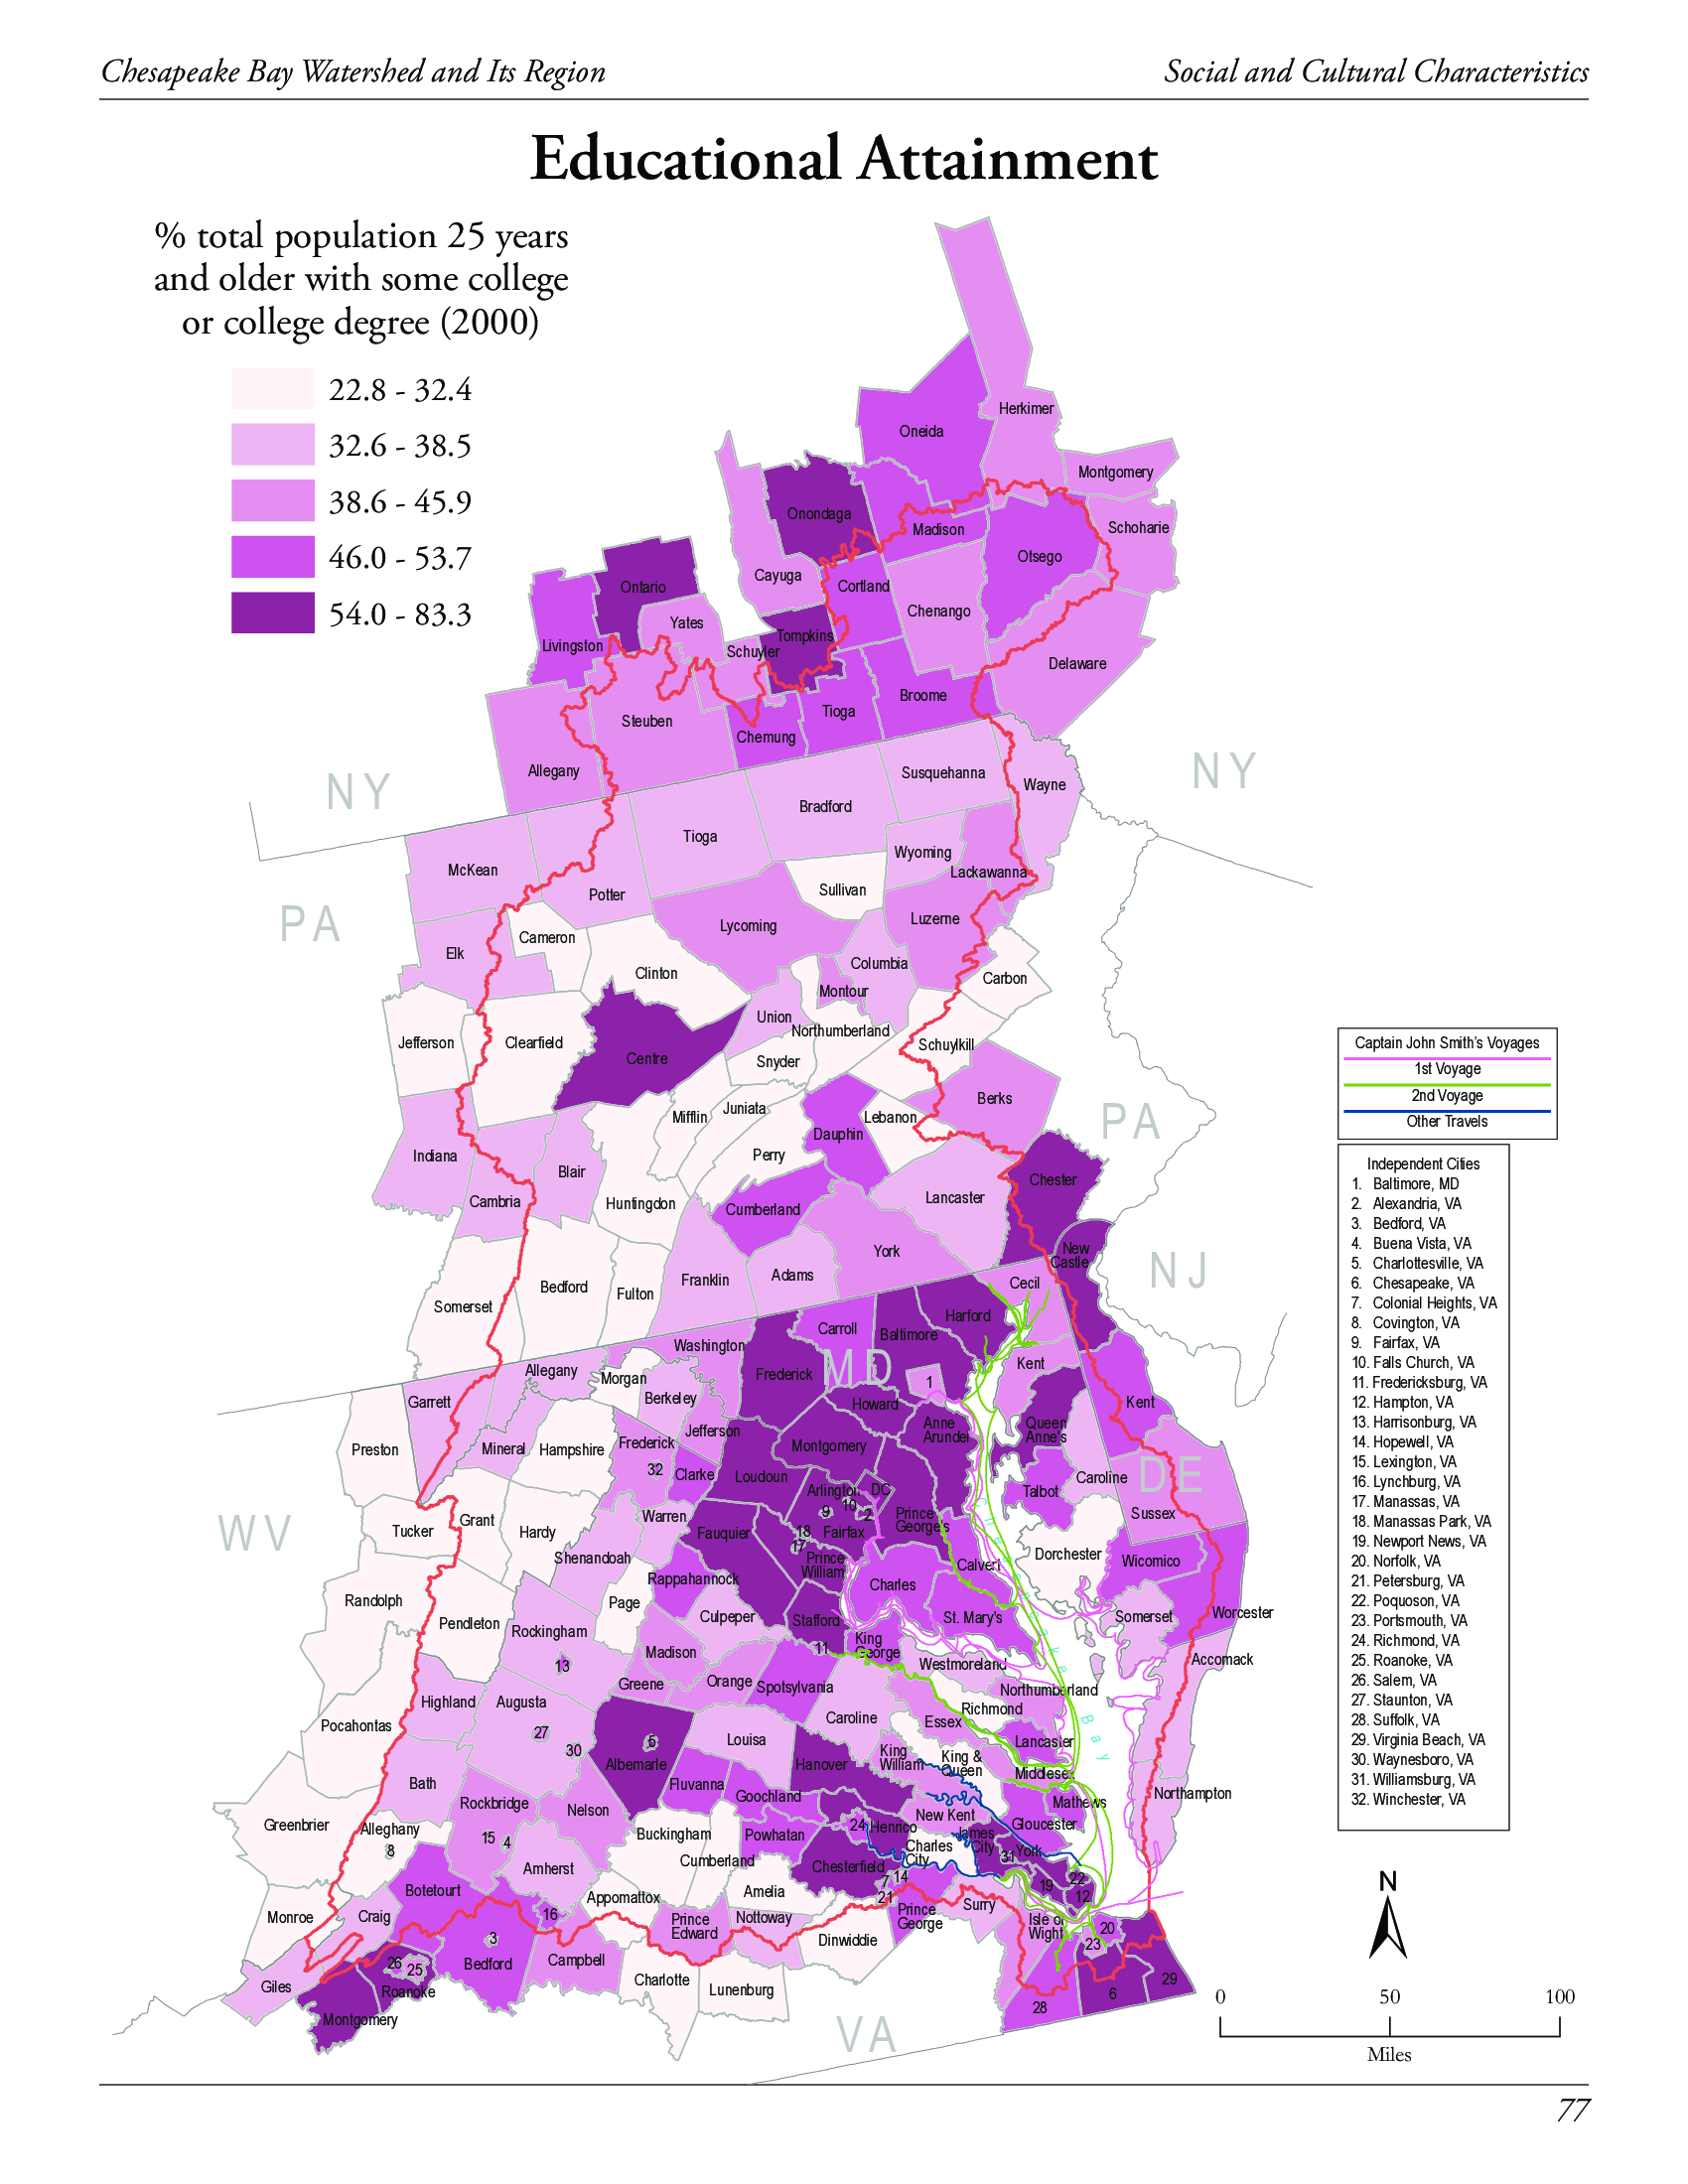 Chesapeake Bay Watershed and Its Region
Social and Cultural Characteristics
Educational Attainment
% total population 25 years
and older with some college
or college degree (2000)
22.8 - 32.4
32.6 - 38.5
38.6 - 45.9
46.0 - 53.7
54.0 - 83.3
Herkimer
Oneida
Montgomery
Onondaga
Madison
Schoharie
Otsego
Cayuga
Cortland
Ontario
Chenango
Yates
Tompkins
Livingston
Schuyler
Delaware
Broome
Tioga
Steuben
Chemung
Allegany
NY
NY
Susquehanna
Wayne
Bradford
Tioga
Wyoming
McKean
Lackawanna
Sullivan
Potter
PA
Luzerne
Lycoming
Cameron
Elk
Columbia
Clinton
Carbon
Montour
Union
Northumberland
Jefferson
Clearfield
Schuylkill
Centre
Snyder
Berks
Juniata
Mifflin
Lebanon
PA
Dauphin
Indiana
Perry
Blair
Chester
Cambria
Huntingdon
Lancaster
Cumberland
York
New
Castle
NJ
Adams
Franklin
Cecil
Bedford
Fulton
Somerset
Harford
Carroll
Baltimore
Washington
Kent
MD
Allegany
Frederick
Morgan
1
Berkeley
Garrett
Howard
Kent
Anne
Arundel
Queen
Anne's
Jefferson
Frederick
Preston
Mineral
Hampshire
Montgomery
32
Clarke
Loudoun
Caroline
DE
Arlington
DC
Talbot
10
9
2
Sussex
Warren
Prince
George's
WV
Grant
Tucker
Hardy
Fauquier
18
Fairfax
17
Dorchester
Shenandoah
Prince
William
Calvert
Wicomico
Rappahannock
Charles
Randolph
Page
Culpeper
Stafford
St. Mary's
Somerset
Worcester
Pendleton
Rockingham
11
King
George
Madison
Westmoreland
Accomack
13
Greene
Orange
Spotsylvania
Northumberland
Highland
Augusta
Richmond
Caroline
Essex
Pocahontas
27
30
5
Louisa
Lancaster
Chesapeake Bay
Albemarle
Hanover
King
William
King &
Queen
Middlesex
Bath
Fluvanna
Goochland
Northampton
Rockbridge
Nelson
Mathews
New Kent
Gloucester
Greenbrier
Alleghany
24
Henrico
James
City
Buckingham
Powhatan
15
4
Charles
City
31
York
8
Cumberland
Chesterfield
Amherst
22
14
7
19
12
Botetourt
Amelia
Appomattox
21
Surry
Monroe
Craig
16
Prince
Edward
Nottoway
Prince
George
Isle of
Wight
20
3
Dinwiddie
23
Bedford
Campbell
26
25
Giles
Roanoke
Charlotte
Lunenburg
29
6
28
Montgomery
VA
Captain John Smith's Voyages
1st Voyage
2nd Voyage
Other Travels
Independent Cities
1. Baltimore, MD
2. Alexandria, VA
3. Bedford, VA
4. Buena Vista, VA
5. Charlottesville, VA
6. Chesapeake, VA
7. Colonial Heights, VA
8. Covington, VA
9. Fairfax, VA
10. Falls Church, VA
11. Fredericksburg, VA
12. Hampton, VA
13. Harrisonburg, VA
14. Hopewell, VA
15. Lexington, VA
16. Lynchburg, VA
17. Manassas, VA
18. Manassas Park, VA
19. Newport News, VA
20. Norfolk, VA
21. Petersburg, VA
22. Poquoson, VA
23. Portsmouth, VA
24. Richmond, VA
25. Roanoke, VA
26. Salem, VA
27. Staunton, VA
28. Suffolk, VA
29. Virginia Beach, VA
30. Waynesboro, VA
31. Williamsburg, VA
32. Winchester, VA
N
0 50 100
Miles
77